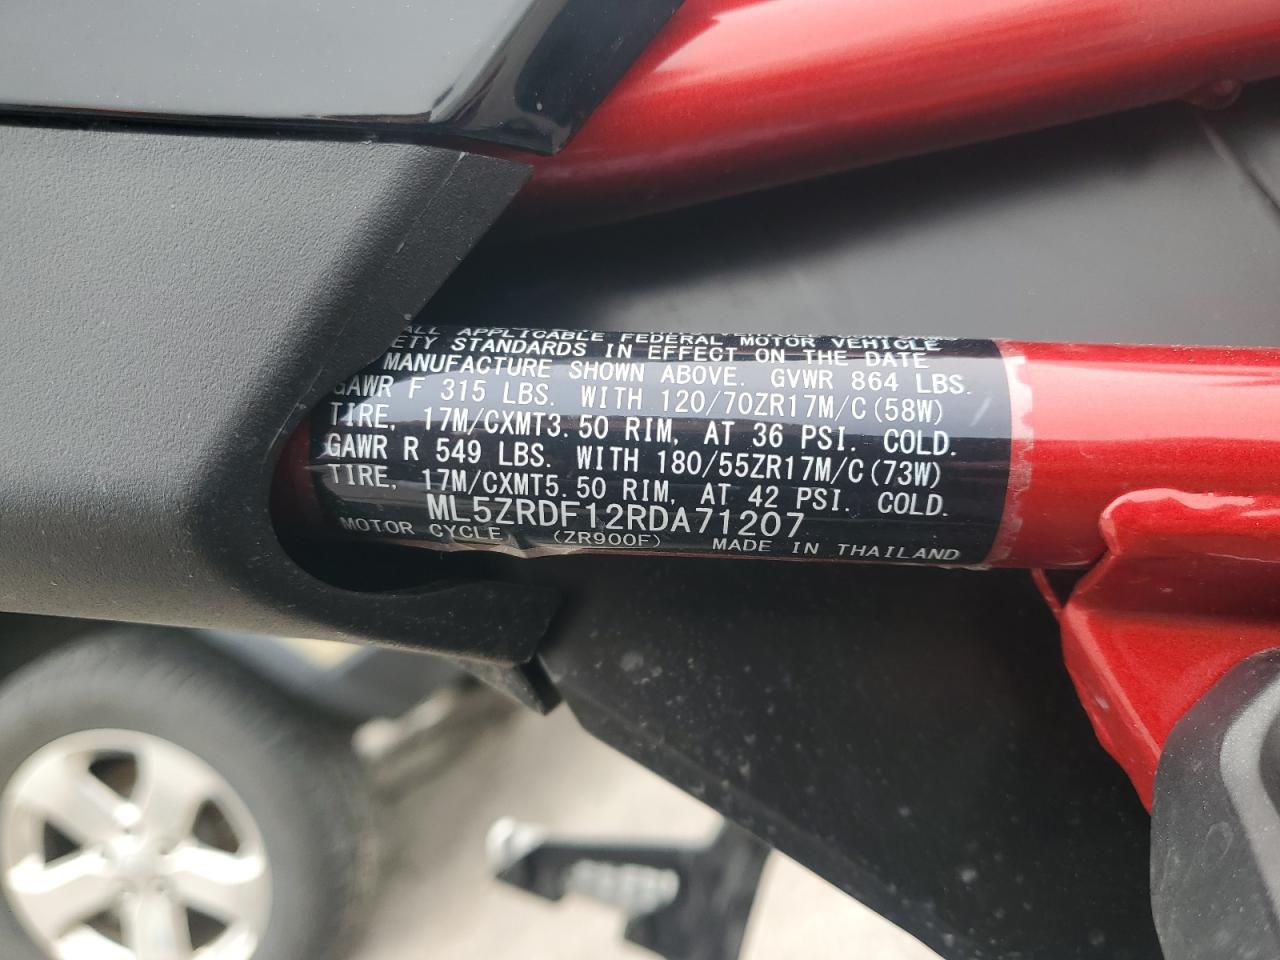 ALL APPLICABLE FEDERAL MOTOR VEHICLE
ETY STANDARDS IN EFFECT ON THE DATE
MANUFACTURE SHOWN ABOVE. GVWR 864 LBS.
GAWR F 315 LBS. WITH 120/70ZR17M/C(58W)
TIRE, 17M/CXMT3.50 RIM, AT 36 PSI. COLD.
GAWR R 549 LBS. WITH 180/55ZR17M/C(73W)
TIRE, 17M/CXMT5.50 RIM, AT 42 PSI. COLD.
ML5ZRDF12RDA71207
MOTOR CYCLE (ZR900F) MADE IN THAILAND